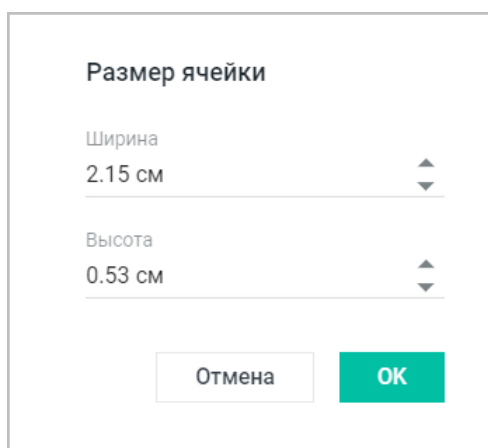 Размер ячейки
Ширина
2.15 см
Высота
0.53 см
Отмена
OK